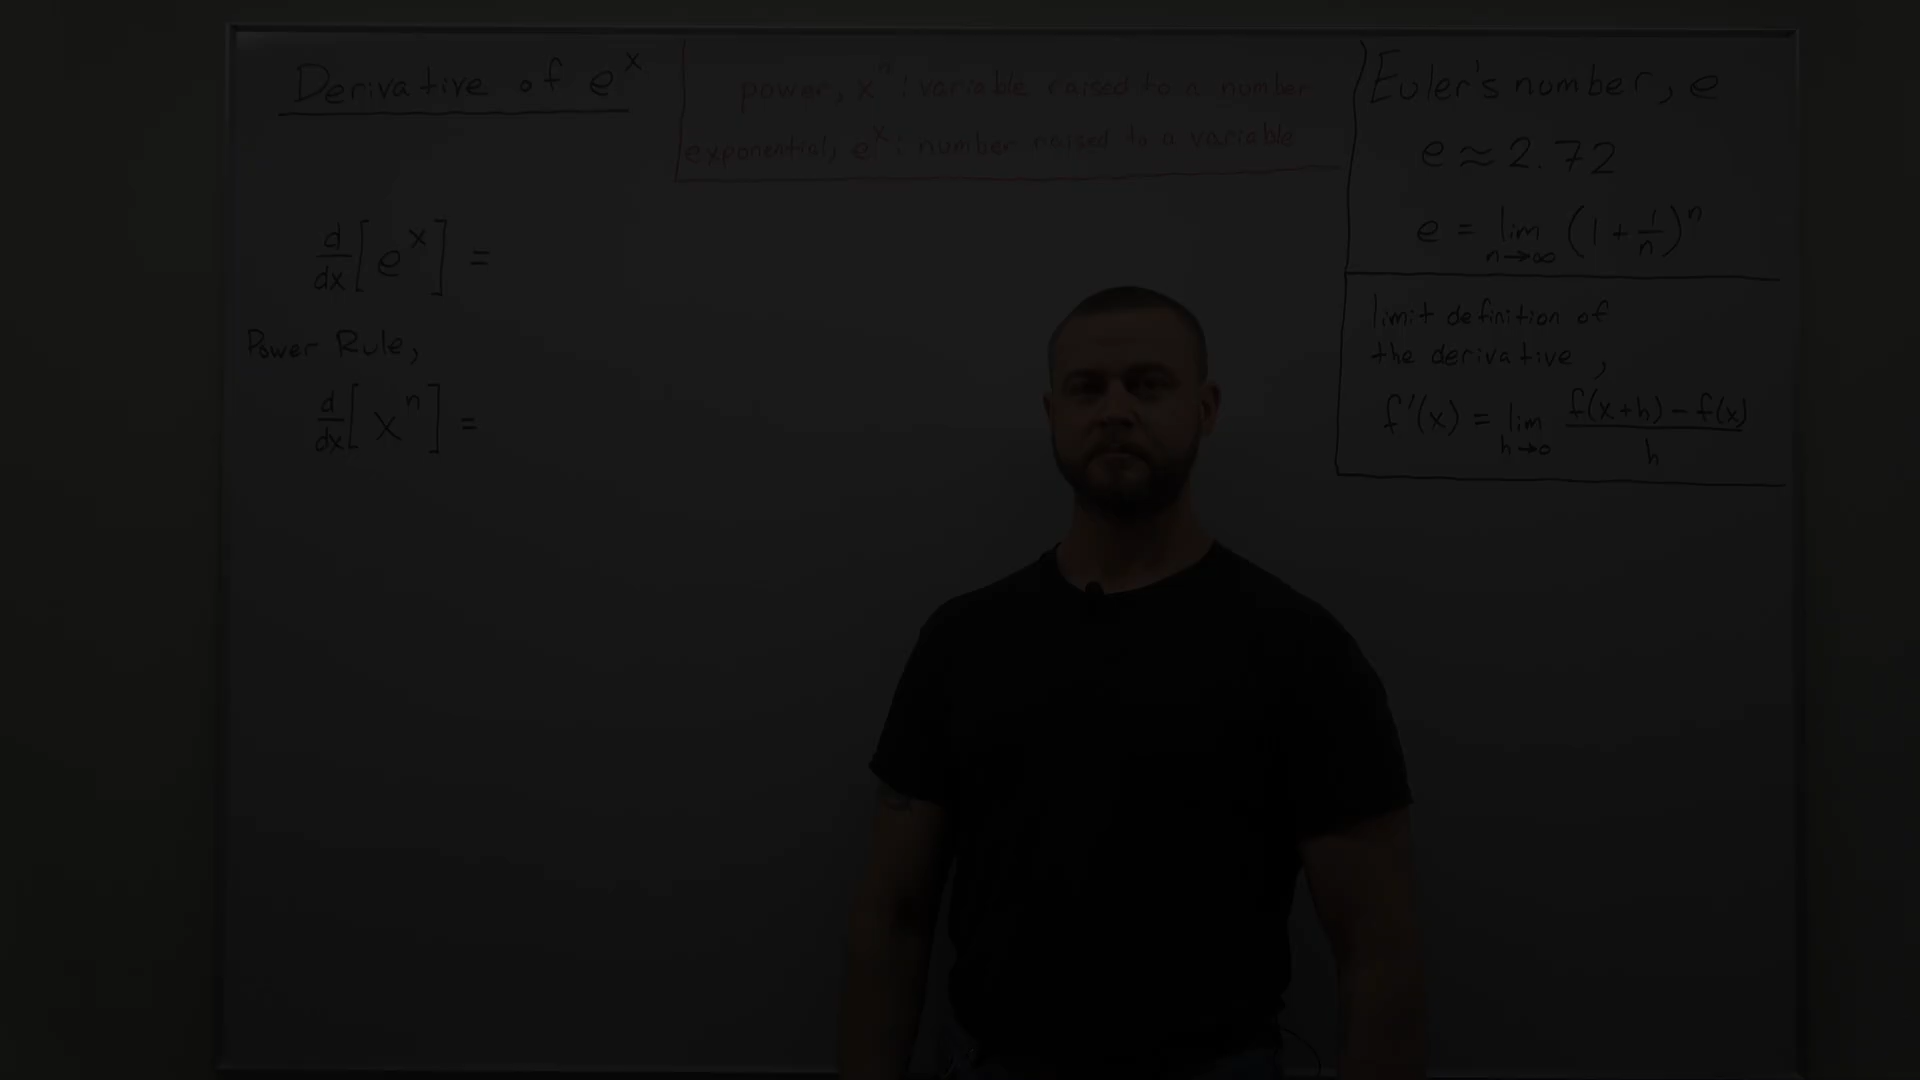 Derivative of e^x
power, x^n : variable raised to a number
exponential, e^x : number raised to a variable
d/dx [e^x] =
Power Rule,
d/dx [x^n] =
Euler's number, e
e ≈ 2.72
e = lim n→∞ (1 + 1/n)^n
limit definition of
the derivative,
f'(x) = lim h→0 f(x+h) - f(x) / h